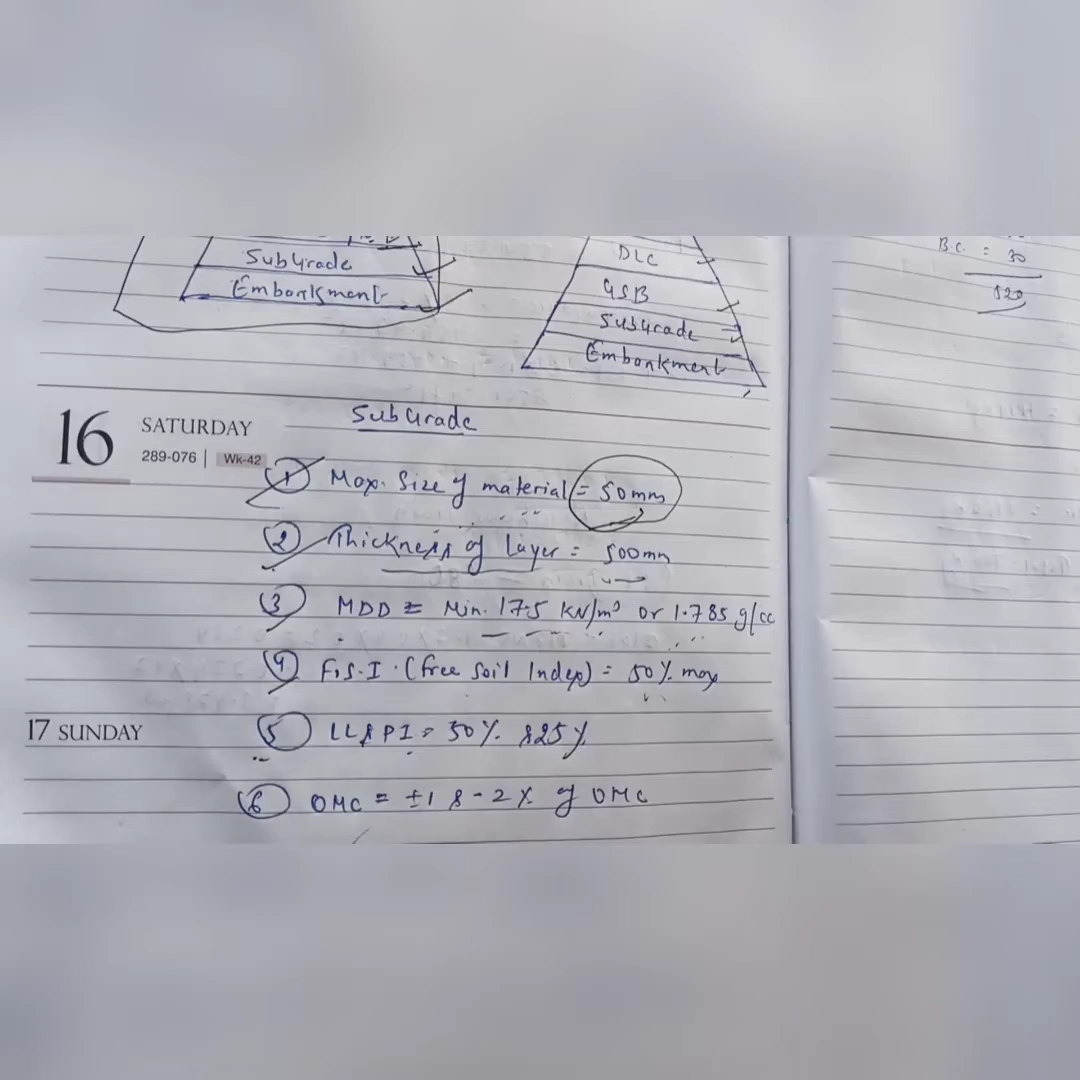 SubGrade
Embankment
DLC
GSB
SubGrade
Embankment
B.C. = 30
520
16 SATURDAY
289-076 | Wk-42
SubGrade
① Max. Size of material = 50mm
② Thickness of Layer = 500mm
③ MDD = Min. 17.5 KN/m³ or 1.785 g/cc
④ F.S.I. (free Soil Index) = 50% max
17 SUNDAY
⑤ LL & PI = 50% & 25%
⑥ OMC = ±1 & -2% of OMC